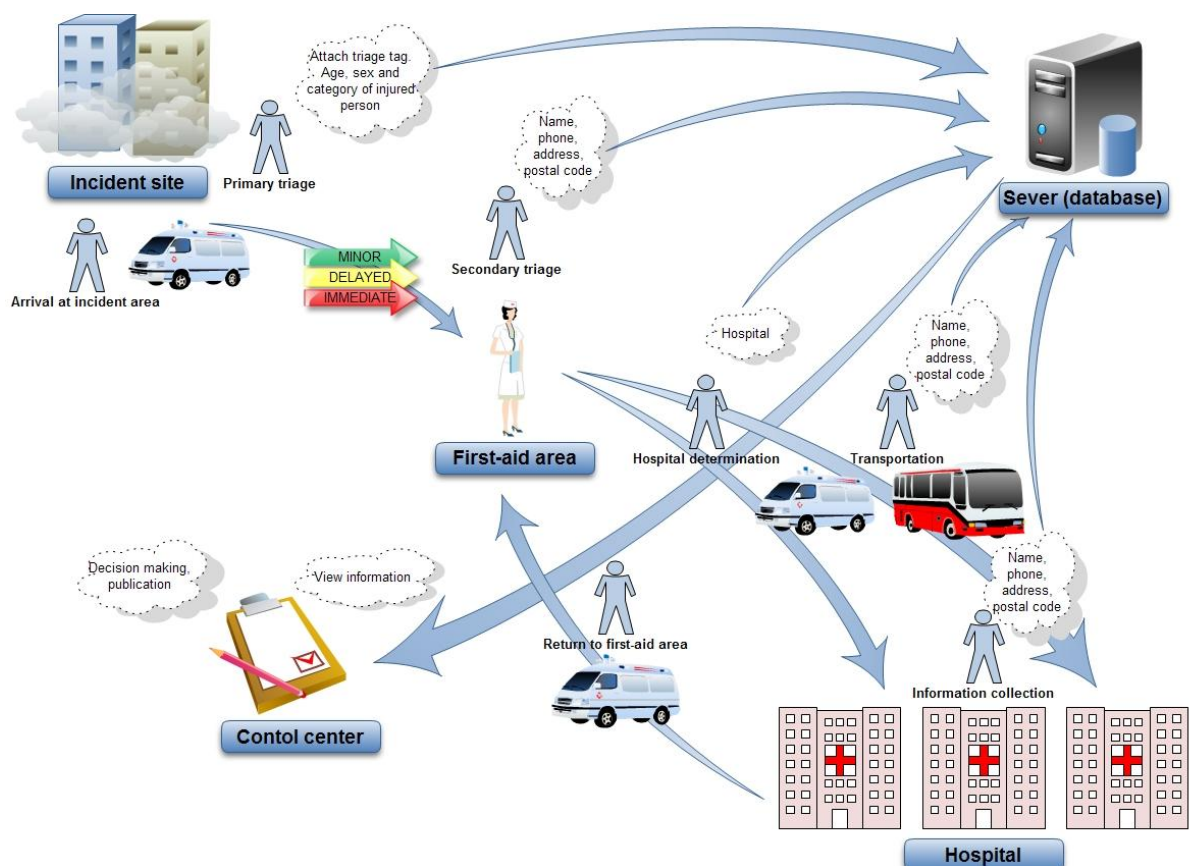 Attach triage tag.
Age, sex and
category of injured
person
Name,
phone,
address,
postal code
Incident site
Primary triage
Sever (database)
MINOR
DELAYED
IMMEDIATE
Secondary triage
Arrival at incident area
Hospital
Name,
phone,
address,
postal code
First-aid area
Hospital determination
Transportation
Decision making,
publication
View information
Name,
phone,
address,
postal code
Return to first-aid area
Information collection
Contol center
Hospital